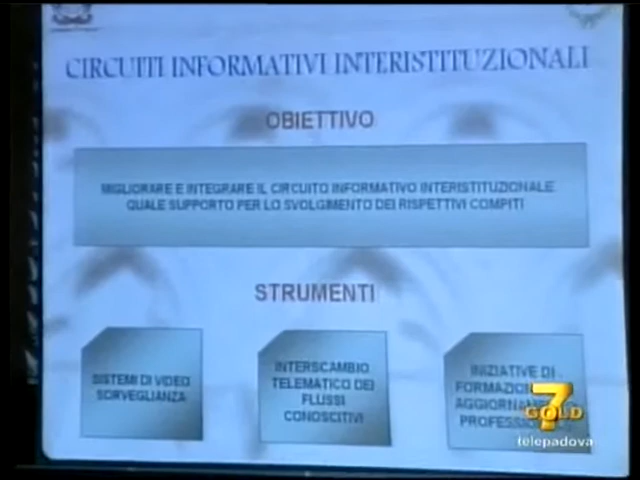 CIRCUITI INFORMATIVI INTERISTITUZIONALI
OBIETTIVO
MIGLIORARE E INTEGRARE IL CIRCUITO INFORMATIVO INTERISTITUZIONALE
QUALE SUPPORTO PER LO SVOLGIMENTO DEI RISPETTIVI COMPITI
STRUMENTI
SISTEMI DI VIDEO
SORVEGLIANZA
INTERSCAMBIO
TELEMATICO DEI
FLUSSI
CONOSCITIVI
INIZIATIVE DI
7 GOLD
telepadova